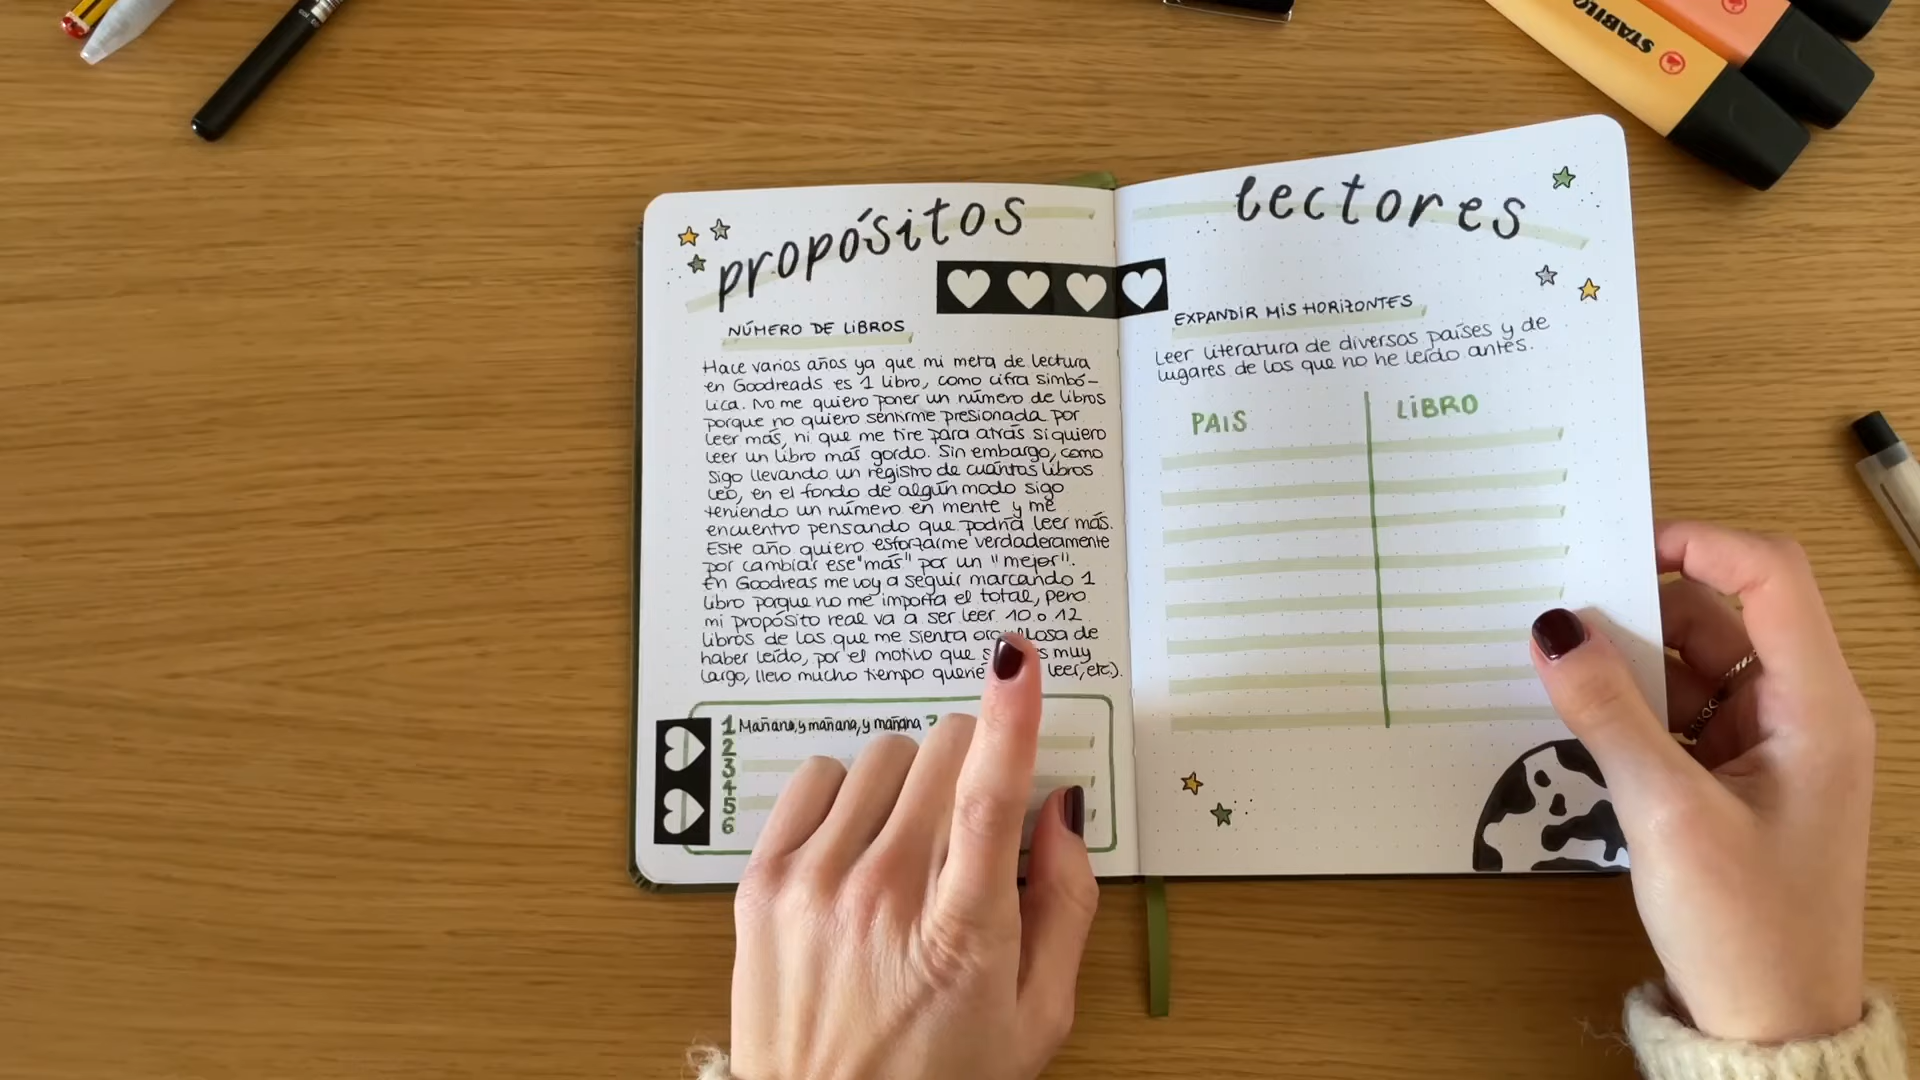 propósitos
NÚMERO DE LIBROS
Hace varios años ya que mi meta de lectura
en Goodreads es 1 libro, como cifra simbó-
lica. No me quiero poner un número de libros
porque no quiero sentirme presionada por
leer más, ni que me tire para atrás si quiero
leer un libro más gordo. Sin embargo, como
sigo llevando un registro de cuántos libros
leo, en el fondo de algún modo sigo
teniendo un número en mente y me
encuentro pensando que podría leer más.
Este año quiero esforzarme verdaderamente
por cambiar ese "más" por un "mejor".
En Goodreas me voy a seguir marcando 1
libro porque no me importa el total, pero
mi propósito real va a ser leer 10 o 12
libros de los que me sienta orgullosa de
haber leído, por el motivo que muy
largo, llevo mucho tiempo leer, etc.).
1 Mañana, y mañana, y mañana 7
2
3
4
5
6
lectores
EXPANDIR MIS HORIZONTES
Leer literatura de diversos países y de
lugares de los que no he leído antes.
PAIS LIBRO
STABILO